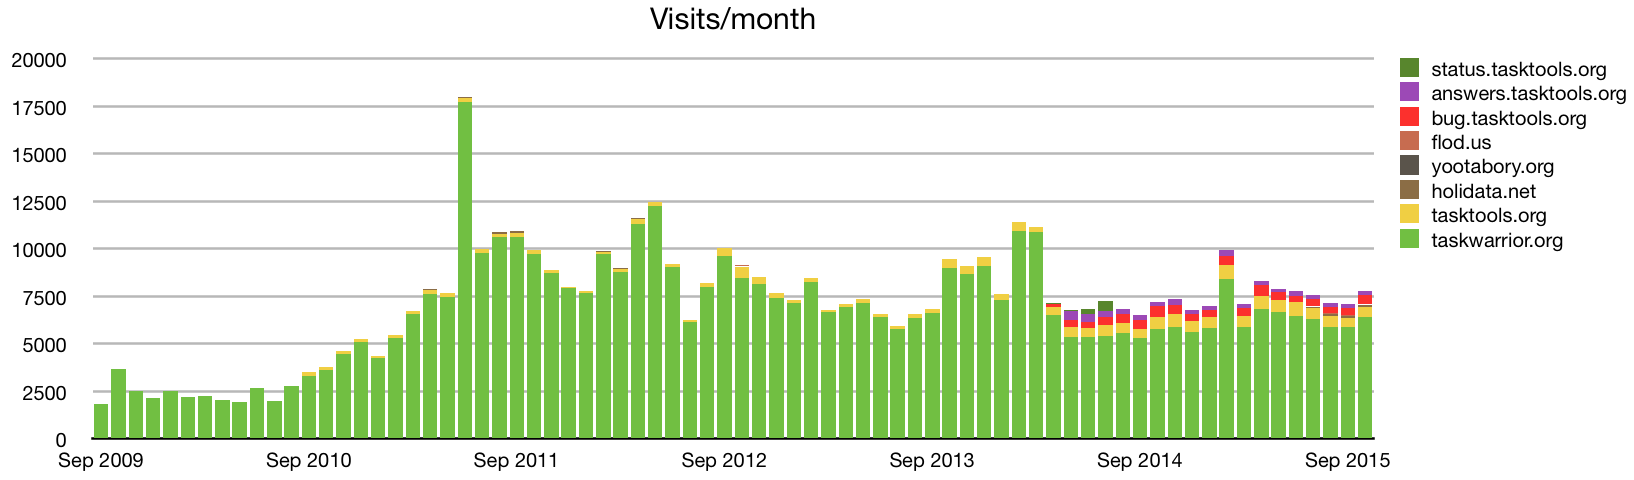 Visits/month
20000
17500
15000
12500
10000
7500
5000
2500
0
Sep 2009 Sep 2010 Sep 2011 Sep 2012 Sep 2013 Sep 2014 Sep 2015
status.tasktools.org
answers.tasktools.org
bug.tasktools.org
flod.us
yootabory.org
holidata.net
tasktools.org
taskwarrior.org